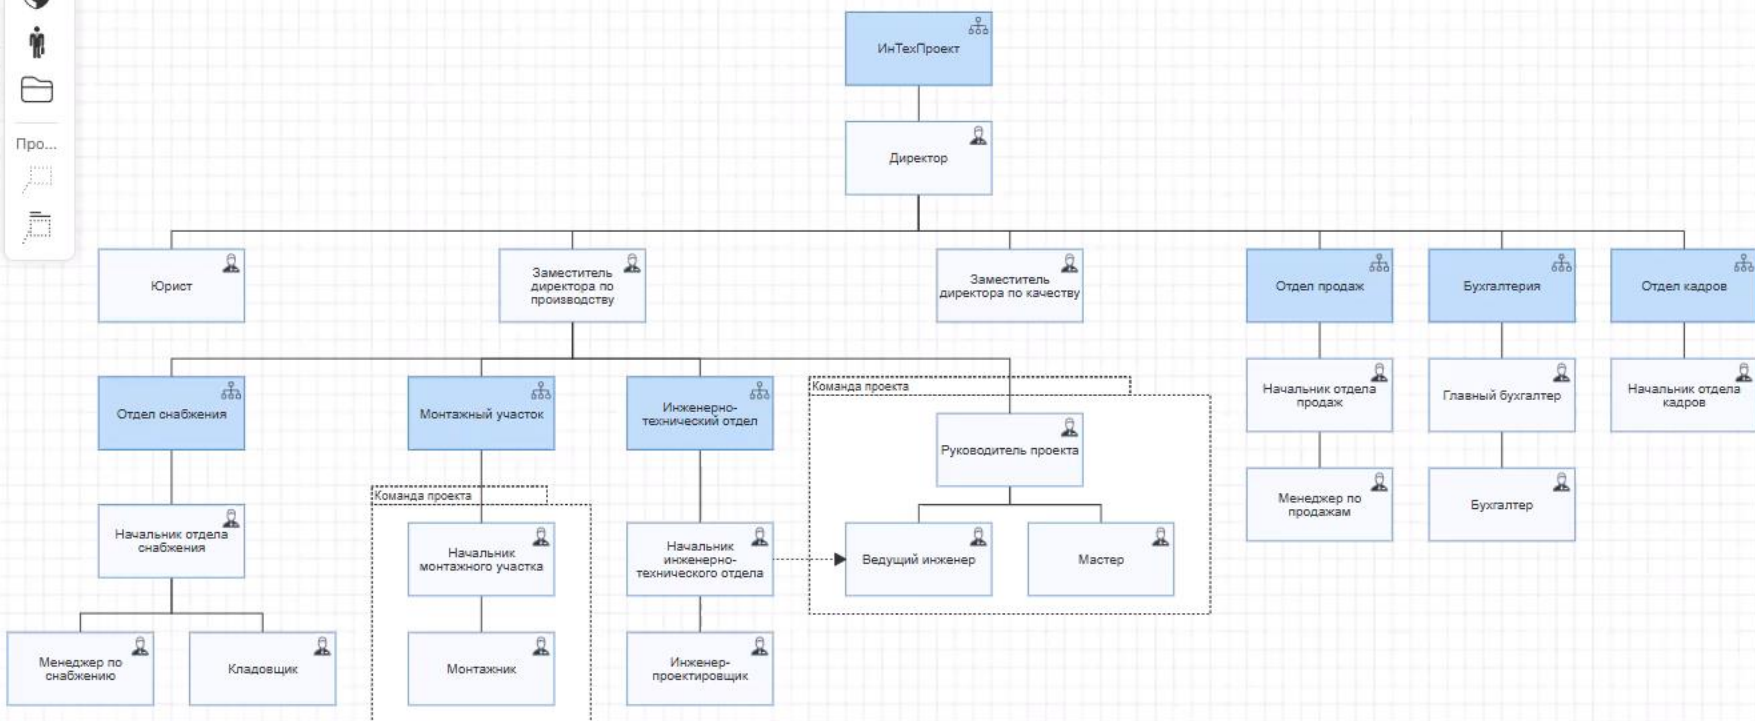 ИнТехПроект
Про...
Директор
Юрист
Заместитель
директора по
производству
Заместитель
директора по качеству
Отдел продаж
Бухгалтерия
Отдел кадров
Отдел снабжения
Монтажный участок
Инженерно-
технический отдел
Команда проекта
Руководитель проекта
Начальник отдела
продаж
Главный бухгалтер
Начальник отдела
кадров
Команда проекта
Начальник отдела
снабжения
Начальник
монтажного участка
Начальник
инженерно-
технического отдела
Ведущий инженер
Мастер
Менеджер по
продажам
Бухгалтер
Менеджер по
снабжению
Кладовщик
Монтажник
Инженер-
проектировщик